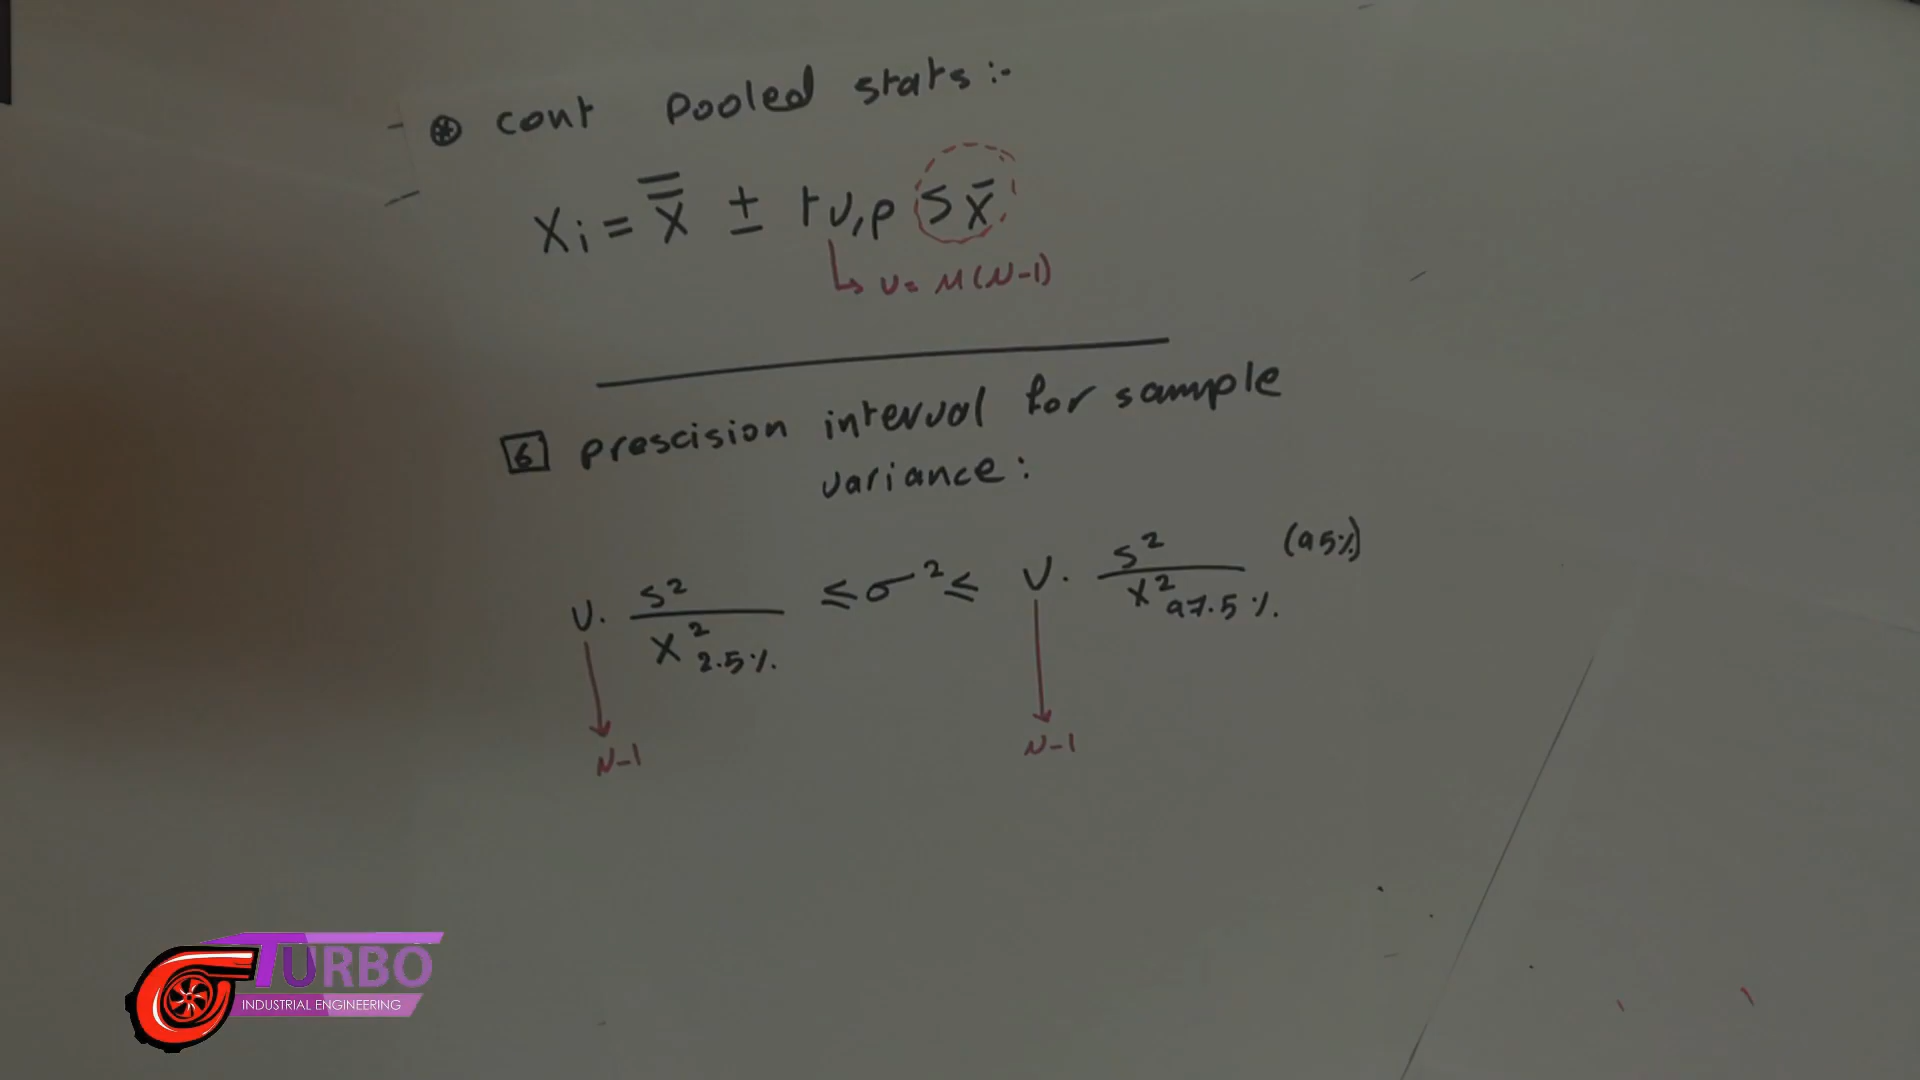 ⊛ cont pooled stats :-
Xi = X̿ ± tν,p S X̄
ν = M(N-1)
6 prescision interval for sample
variance :
ν. S²/X²2.5% ≤ σ² ≤ ν. S²/X²97.5% (95%)
N-1 N-1
TURBO
INDUSTRIAL ENGINEERING